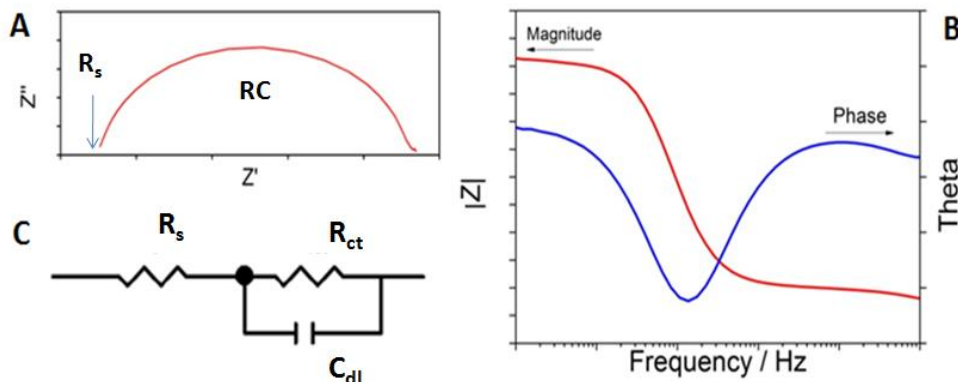 A
Rs
RC
Z"
Z'
C
Rs
Rct
Cdl
B
Magnitude
Phase
|Z|
Theta
Frequency / Hz